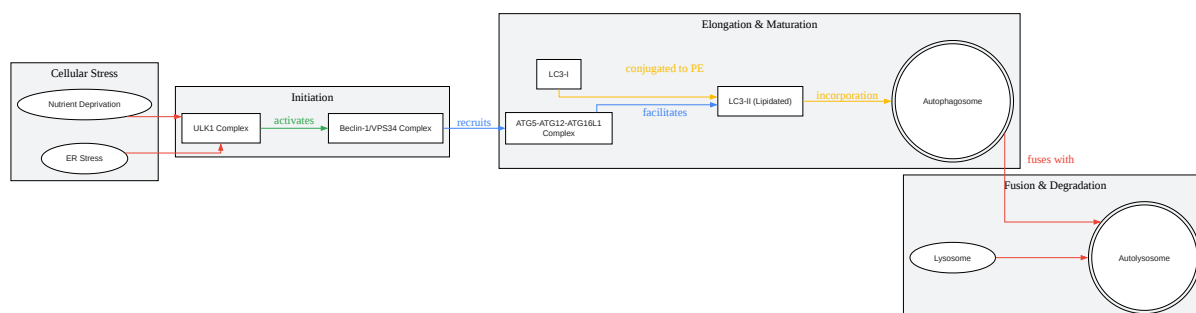 Cellular Stress
Nutrient Deprivation
ER Stress
Initiation
ULK1 Complex
activates
Beclin-1/VPS34 Complex
recruits
Elongation & Maturation
LC3-I
conjugated to PE
ATG5-ATG12-ATG16L1
Complex
facilitates
LC3-II (Lipidated)
incorporation
Autophagosome
fuses with
Fusion & Degradation
Lysosome
Autolysosome